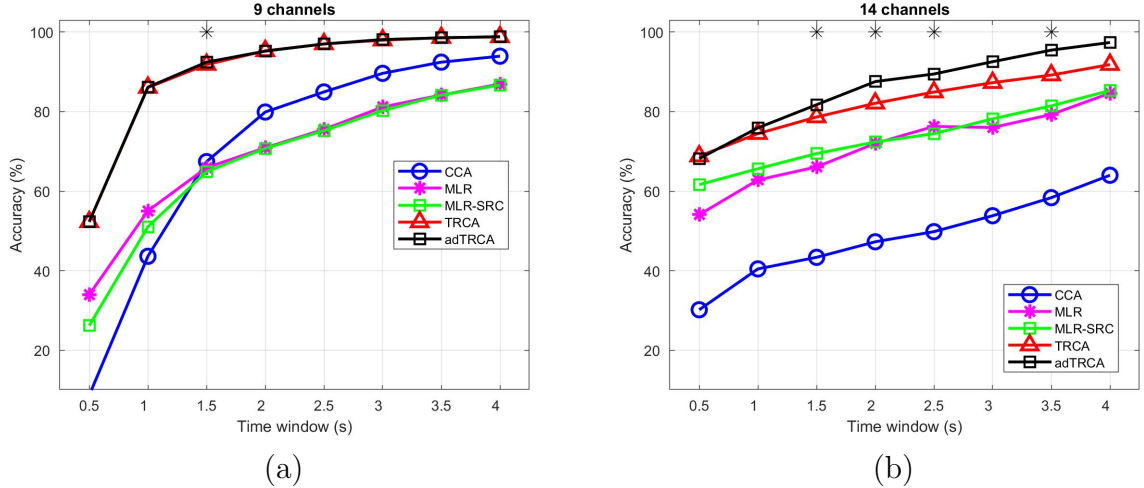 9 channels
100
80
60
40
20
Accuracy (%)
CCA
MLR
MLR-SRC
TRCA
adTRCA
0.5 1 1.5 2 2.5 3 3.5 4
Time window (s)
(a)
14 channels
100
80
60
40
20
Accuracy (%)
CCA
MLR
MLR-SRC
TRCA
adTRCA
0.5 1 1.5 2 2.5 3 3.5 4
Time window (s)
(b)